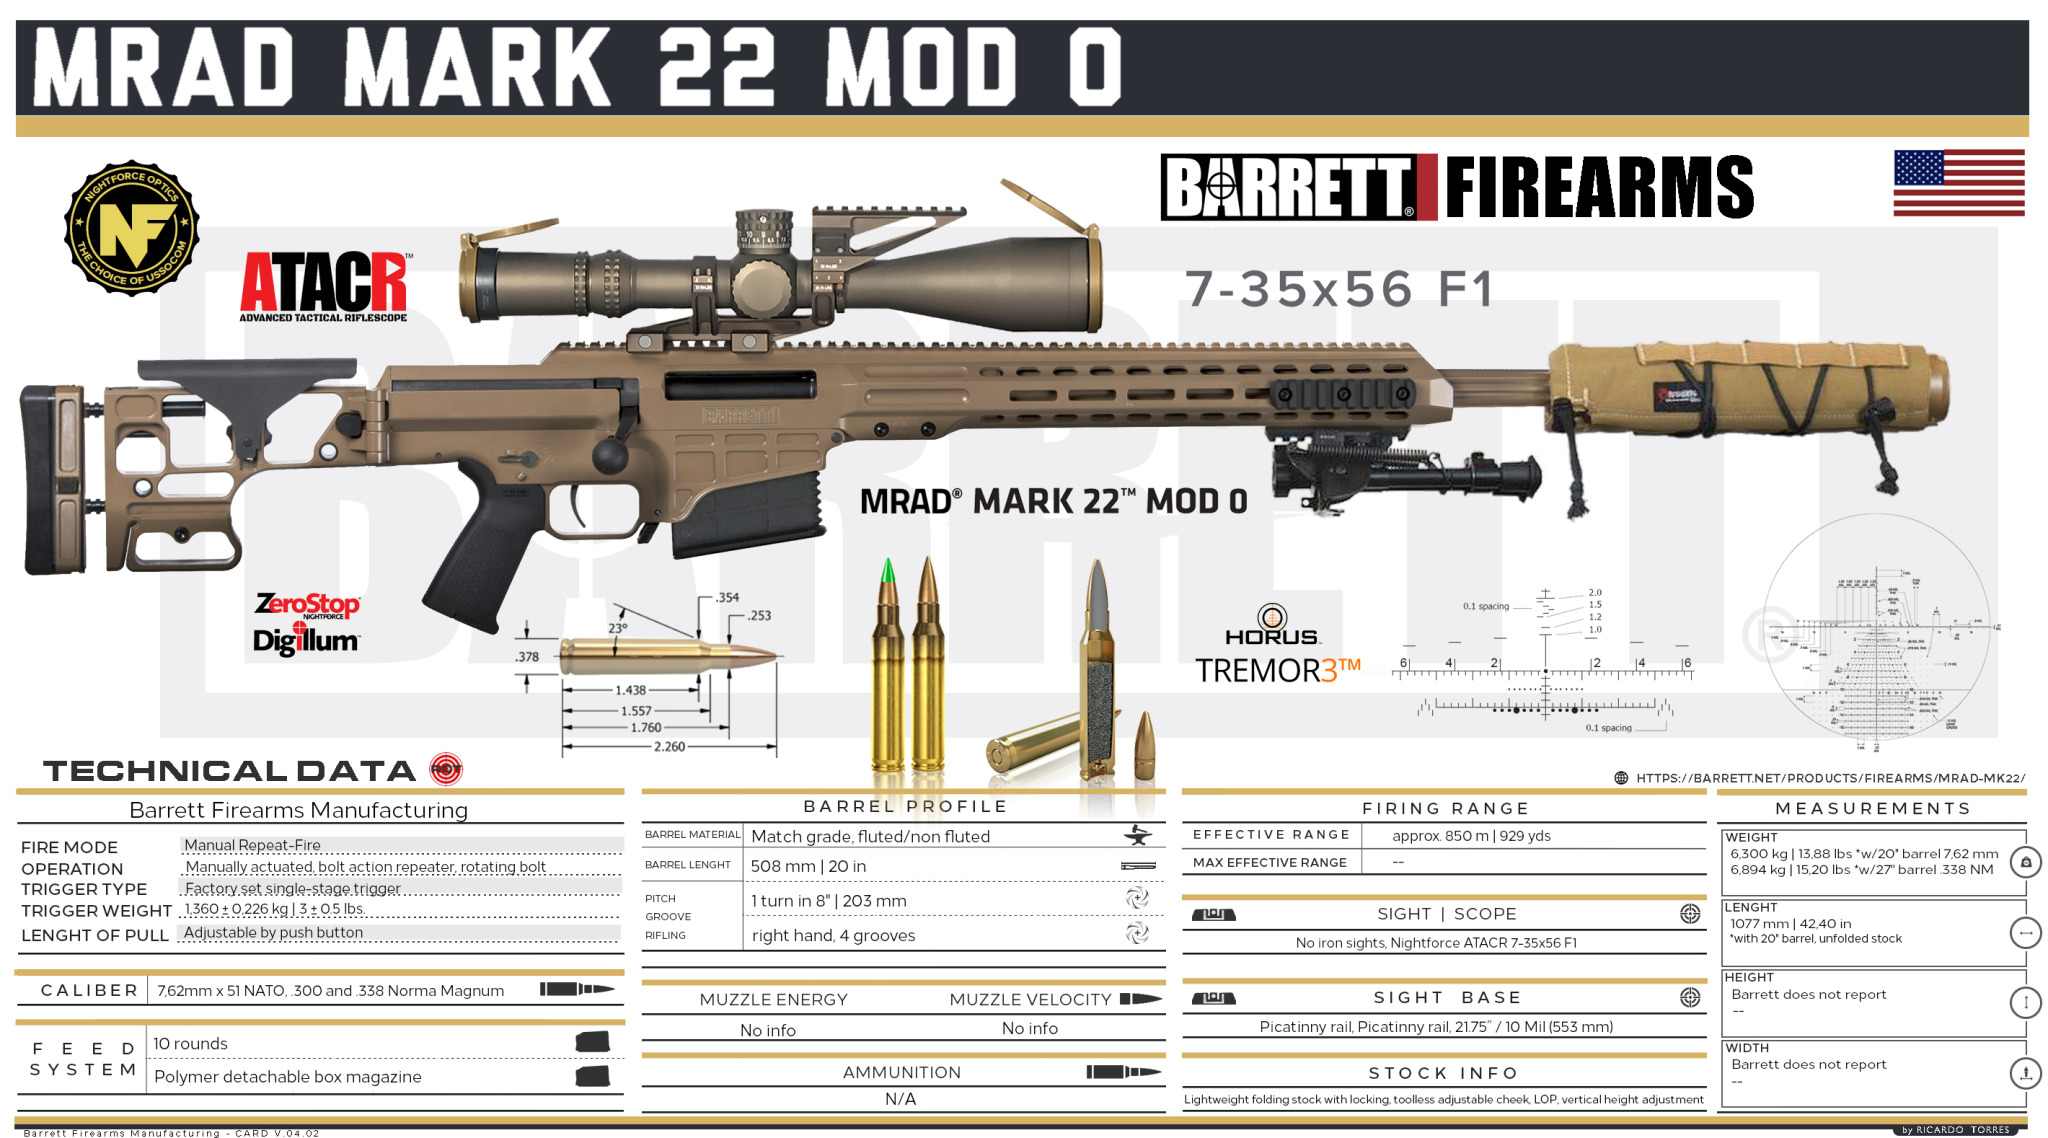 MRAD MARK 22 MOD 0
NIGHTFORCE OPTICS
NF
THE CHOICE OF USSOCOM
ATACR™
ADVANCED TACTICAL RIFLESCOPE
BARRETT® FIREARMS
7-35x56 F1
BARRETT
MRAD® MARK 22™ MOD 0
ZeroStop
NIGHTFORCE
Digillum™
.354
.253
23°
.378
1.438
1.557
1.760
2.260
HORUS™
TREMOR3™
0.1 spacing
2.0
1.5
1.2
1.0
6 4 2 2 4 6
0.1 spacing
TECHNICAL DATA
HTTPS://BARRETT.NET/PRODUCTS/FIREARMS/MRAD-MK22/
Barrett Firearms Manufacturing
FIRE MODE Manual Repeat-Fire
OPERATION Manually actuated, bolt action repeater, rotating bolt
TRIGGER TYPE Factory set single-stage trigger
TRIGGER WEIGHT 1,360 ± 0,226 kg | 3 ± 0.5 lbs.
LENGHT OF PULL Adjustable by push button
CALIBER 7,62mm x 51 NATO, .300 and .338 Norma Magnum
FEED SYSTEM
10 rounds
Polymer detachable box magazine
BARREL PROFILE
BARREL MATERIAL Match grade, fluted/non fluted
BARREL LENGHT 508 mm | 20 in
PITCH 1 turn in 8" | 203 mm
GROOVE
RIFLING right hand, 4 grooves
MUZZLE ENERGY MUZZLE VELOCITY
No info No info
AMMUNITION
N/A
FIRING RANGE
EFFECTIVE RANGE approx. 850 m | 929 yds
MAX EFFECTIVE RANGE --
SIGHT | SCOPE
No iron sights, Nightforce ATACR 7-35x56 F1
SIGHT BASE
Picatinny rail, Picatinny rail, 21.75″ / 10 Mil (553 mm)
STOCK INFO
Lightweight folding stock with locking, toolless adjustable cheek, LOP, vertical height adjustment
MEASUREMENTS
WEIGHT
6,300 kg | 13,88 lbs *w/20" barrel 7,62 mm
6,894 kg | 15,20 lbs *w/27" barrel .338 NM
LENGHT
1077 mm | 42,40 in
*with 20" barrel, unfolded stock
HEIGHT
Barrett does not report
--
WIDTH
Barrett does not report
--
Barrett Firearms Manufacturing - CARD V.04.02
by RICARDO TORRES